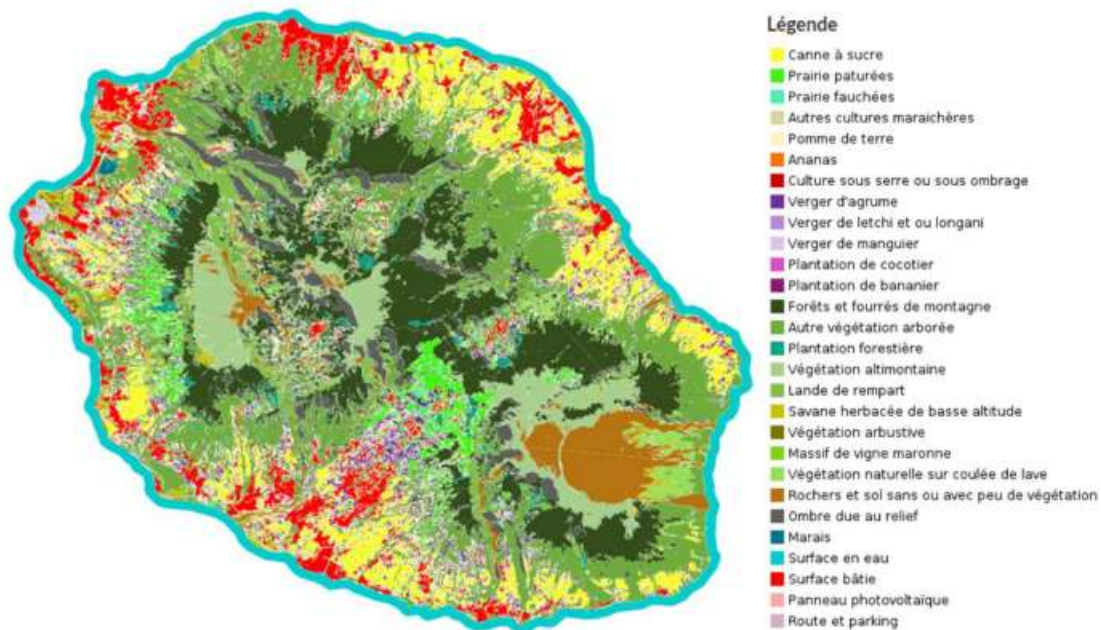 Légende
Canne à sucre
Prairie paturées
Prairie fauchées
Autres cultures maraichères
Pomme de terre
Ananas
Culture sous serre ou sous ombrage
Verger d'agrume
Verger de letchi et ou longani
Verger de manguier
Plantation de cocotier
Plantation de bananier
Forêts et fourrés de montagne
Autre végétation arborée
Plantation forestière
Végétation altimontaine
Lande de rempart
Savane herbacée de basse altitude
Végétation arbustive
Massif de vigne maronne
Végétation naturelle sur coulée de lave
Rochers et sol sans ou avec peu de végétation
Ombre due au relief
Marais
Surface en eau
Surface bâtie
Panneau photovoltaïque
Route et parking